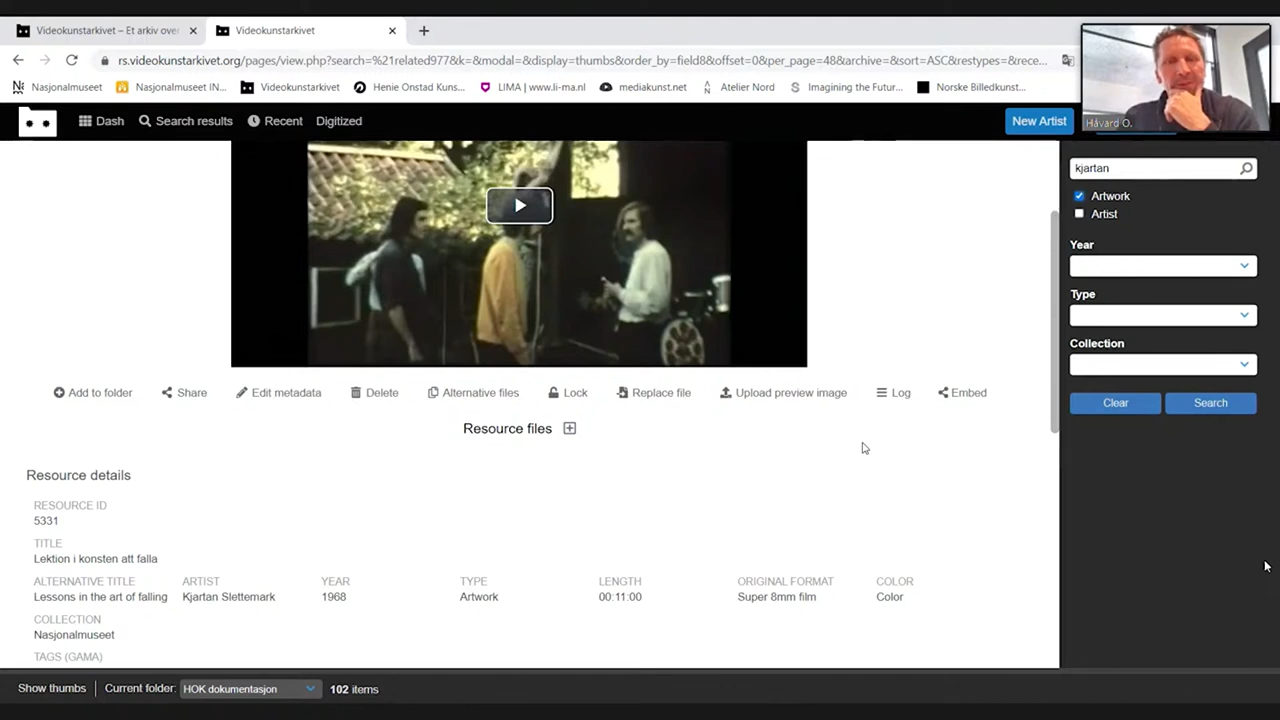 Videokunstarkivet – Et arkiv over
Videokunstarkivet
rs.videokunstarkivet.org/pages/view.php?search=%21related977&k=&modal=&display=thumbs&order_by=field8&offset=0&per_page=48&archive=&sort=ASC&restypes=&rece...
Nasjonalmuseet
Nasjonalmuseet IN...
Videokunstarkivet
Henie Onstad Kuns...
LIMA | www.li-ma.nl
mediakunst.net
Atelier Nord
Imagining the Futur...
Norske Billedkunst...
Håvard O.
Dash
Search results
Recent
Digitized
New Artist
kjartan
Artwork
Artist
Year
Type
Collection
Clear
Search
Add to folder
Share
Edit metadata
Delete
Alternative files
Lock
Replace file
Upload preview image
Log
Embed
Resource files
Resource details
RESOURCE ID
5331
TITLE
Lektion i konsten att falla
ALTERNATIVE TITLE ARTIST YEAR TYPE LENGTH ORIGINAL FORMAT COLOR
Lessons in the art of falling Kjartan Slettemark 1968 Artwork 00:11:00 Super 8mm film Color
COLLECTION
Nasjonalmuseet
TAGS (GAMA)
Show thumbs Current folder: HOK dokumentasjon 102 items